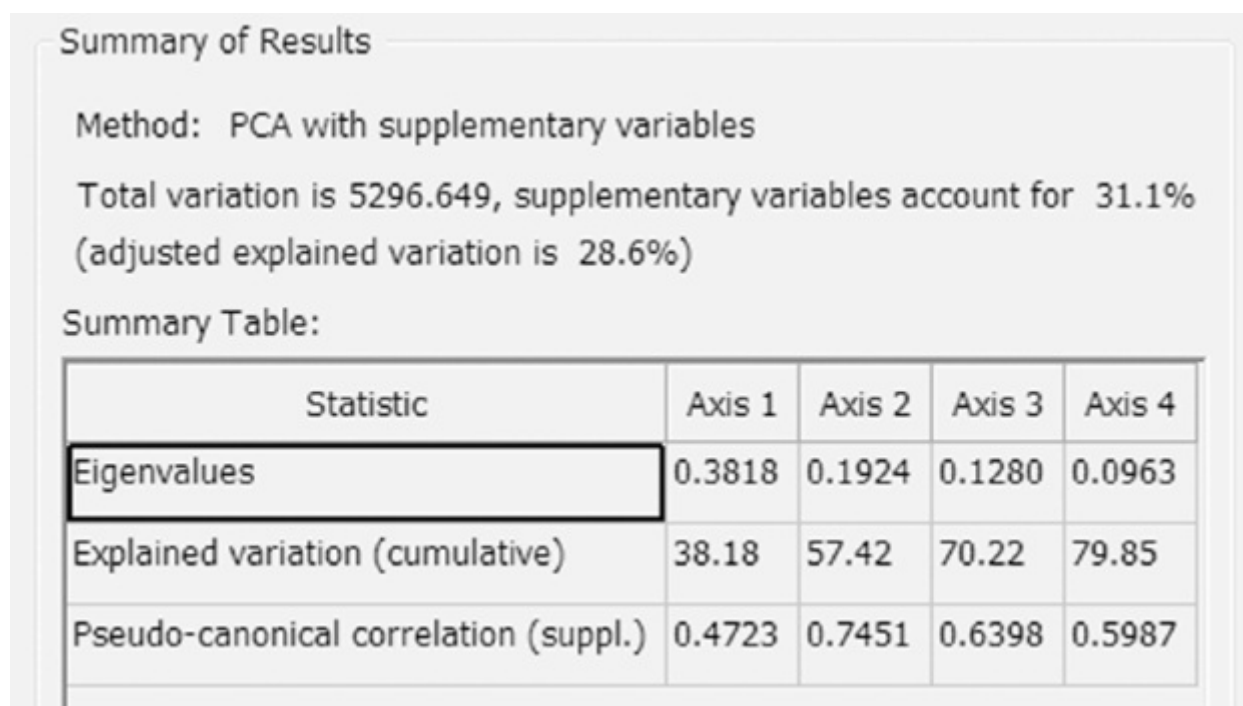 Summary of Results
Method: PCA with supplementary variables
Total variation is 5296.649, supplementary variables account for 31.1%
(adjusted explained variation is 28.6%)
Summary Table:
Statistic Axis 1 Axis 2 Axis 3 Axis 4
Eigenvalues 0.3818 0.1924 0.1280 0.0963
Explained variation (cumulative) 38.18 57.42 70.22 79.85
Pseudo-canonical correlation (suppl.) 0.4723 0.7451 0.6398 0.5987